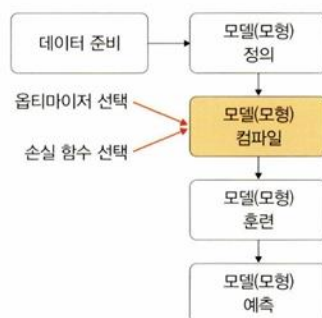 데이터 준비
모델(모형)
정의
옵티마이저 선택
손실 함수 선택
모델(모형)
컴파일
모델(모형)
훈련
모델(모형)
예측